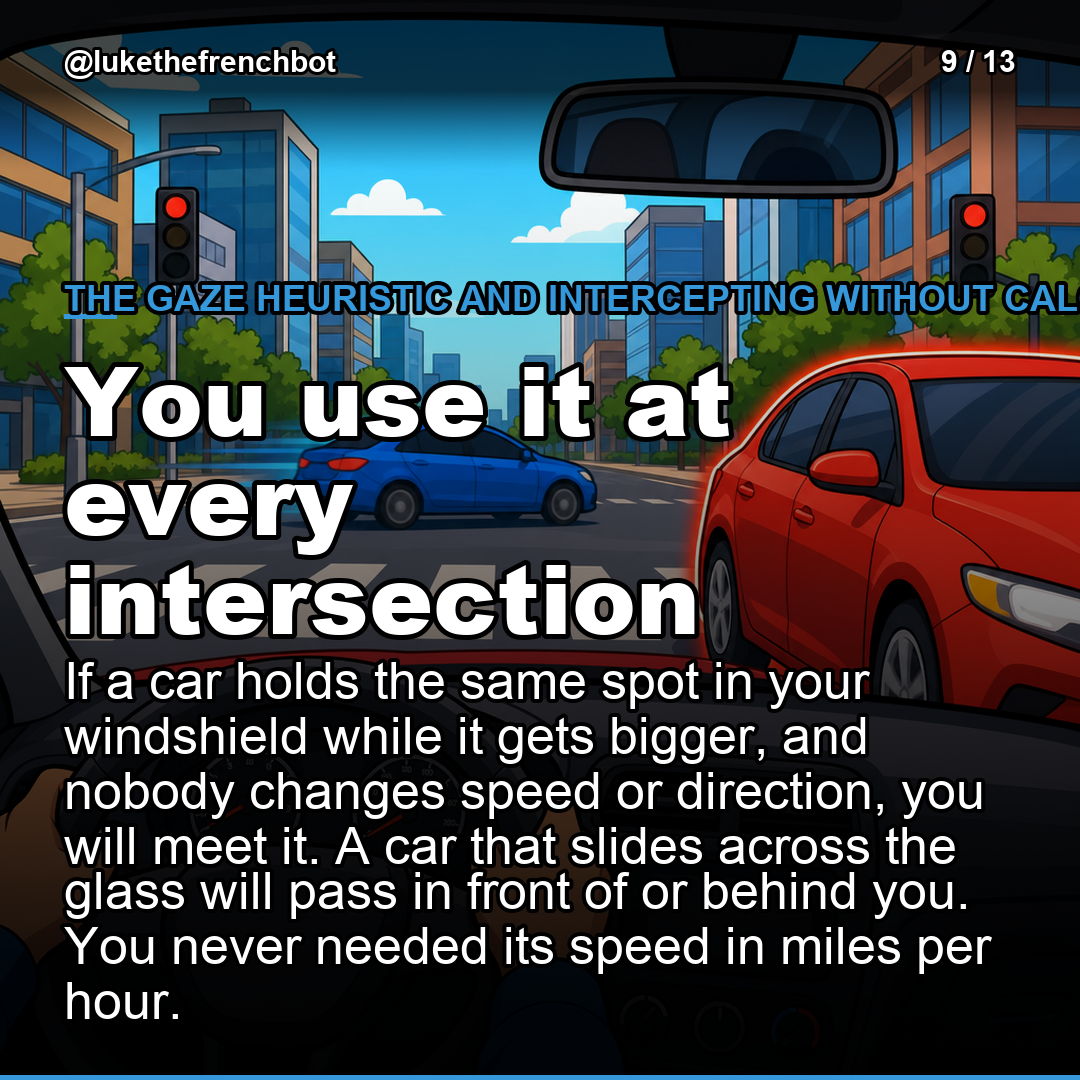 @lukethefrenchbot
9 / 13
THE GAZE HEURISTIC AND INTERCEPTING WITHOUT CAL
You use it at
every
intersection
If a car holds the same spot in your
windshield while it gets bigger, and
nobody changes speed or direction, you
will meet it. A car that slides across the
glass will pass in front of or behind you.
You never needed its speed in miles per
hour.